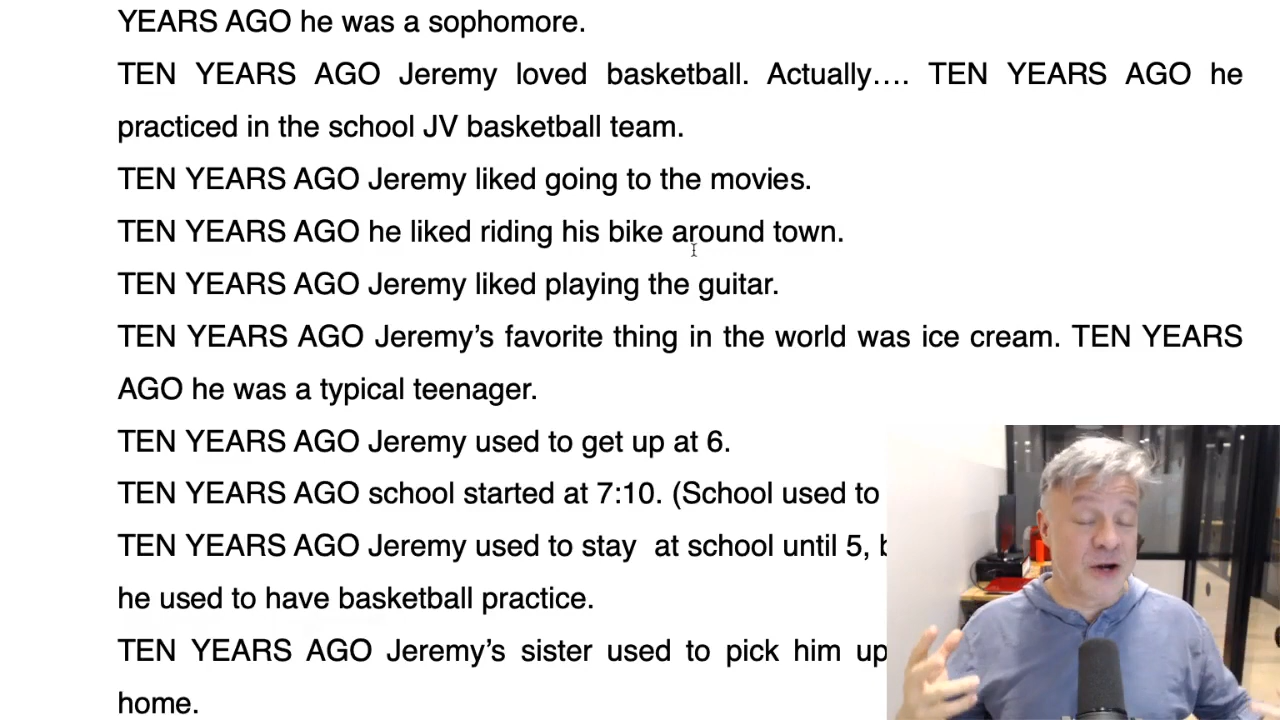 YEARS AGO he was a sophomore.
TEN YEARS AGO Jeremy loved basketball. Actually…. TEN YEARS AGO he
practiced in the school JV basketball team.
TEN YEARS AGO Jeremy liked going to the movies.
TEN YEARS AGO he liked riding his bike around town.
TEN YEARS AGO Jeremy liked playing the guitar.
TEN YEARS AGO Jeremy’s favorite thing in the world was ice cream. TEN YEARS
AGO he was a typical teenager.
TEN YEARS AGO Jeremy used to get up at 6.
TEN YEARS AGO school started at 7:10. (School used to
TEN YEARS AGO Jeremy used to stay at school until 5,
he used to have basketball practice.
TEN YEARS AGO Jeremy’s sister used to pick him up
home.